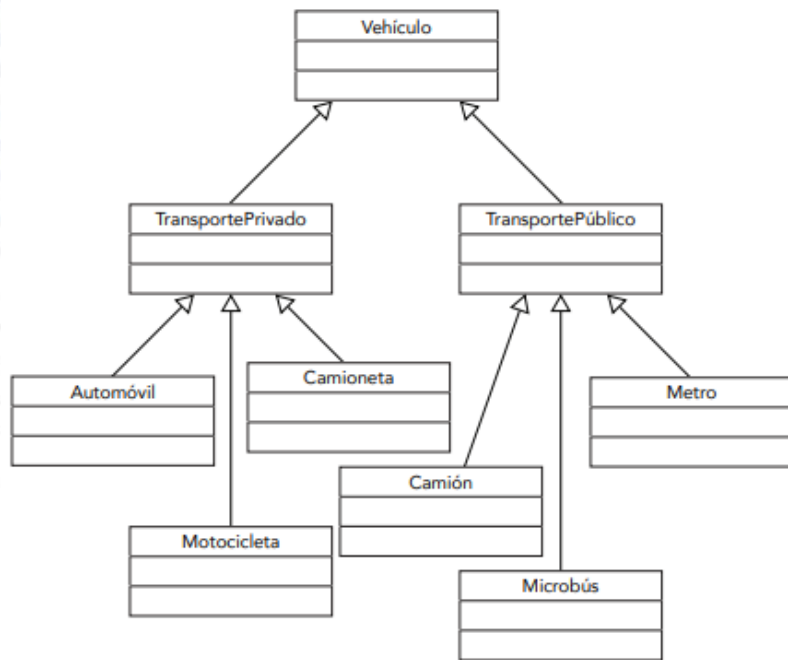 Vehículo
TransportePrivado
TransportePúblico
Automóvil
Camioneta
Metro
Camión
Motocicleta
Microbús